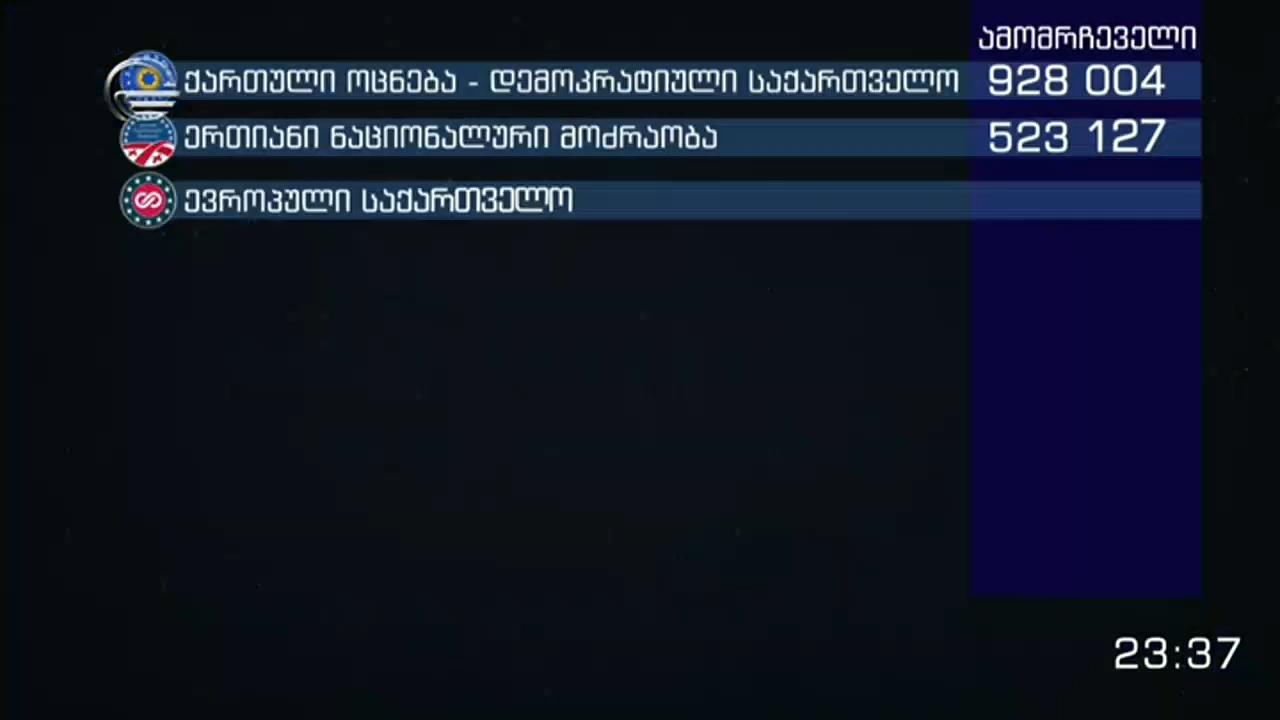 ამომრჩეველი
ქართული ოცნება - დემოკრატიული საქართველო 928 004
ერთიანი ნაციონალური მოძრაობა 523 127
ევროპული საქართველო
23:37